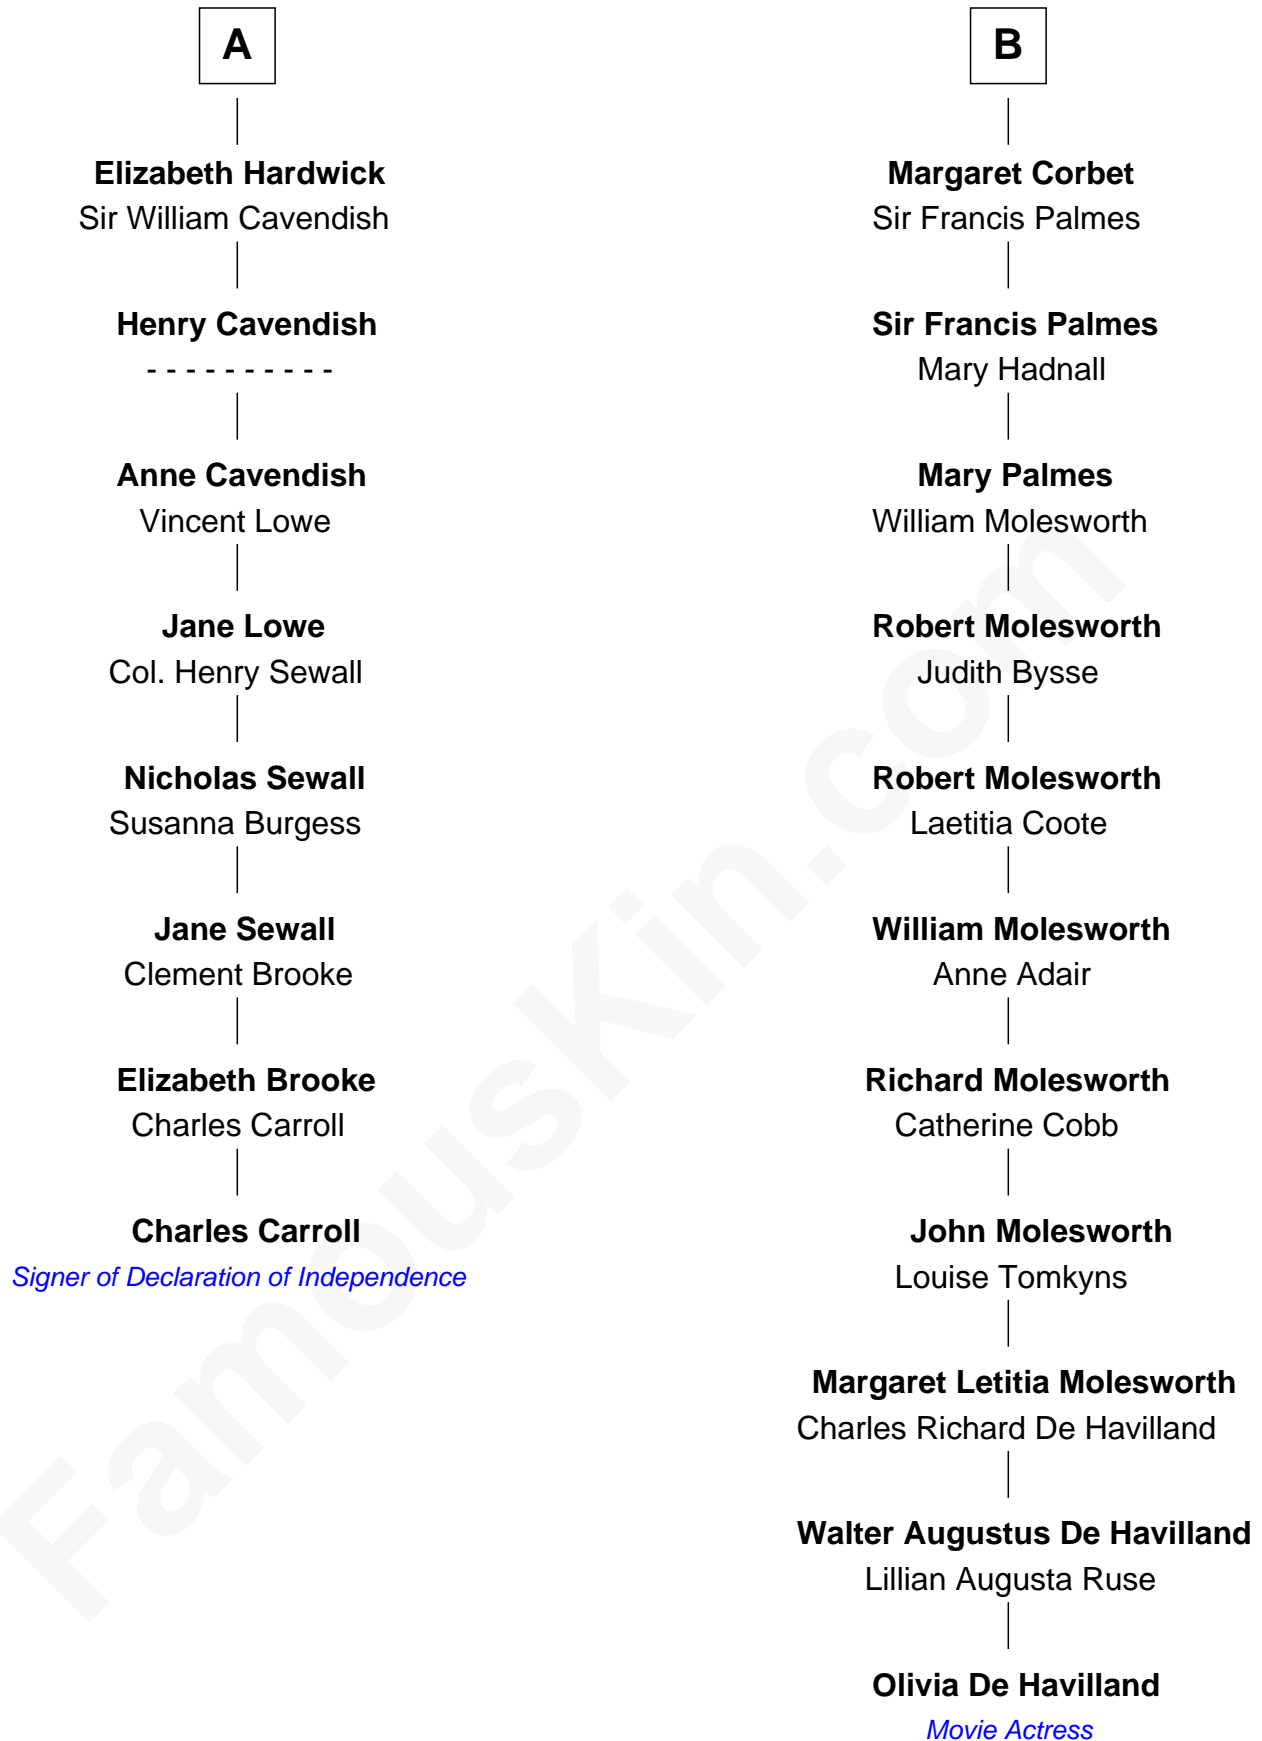 A
Elizabeth Hardwick
Sir William Cavendish
Henry Cavendish
- - - - - - - - - -
Anne Cavendish
Vincent Lowe
Jane Lowe
Col. Henry Sewall
Nicholas Sewall
Susanna Burgess
Jane Sewall
Clement Brooke
Elizabeth Brooke
Charles Carroll
Charles Carroll
Signer of Declaration of Independence
B
Margaret Corbet
Sir Francis Palmes
Sir Francis Palmes
Mary Hadnall
Mary Palmes
William Molesworth
Robert Molesworth
Judith Bysse
Robert Molesworth
Laetitia Coote
William Molesworth
Anne Adair
Richard Molesworth
Catherine Cobb
John Molesworth
Louise Tomkyns
Margaret Letitia Molesworth
Charles Richard De Havilland
Walter Augustus De Havilland
Lillian Augusta Ruse
Olivia De Havilland
Movie Actress
FamousKin.com